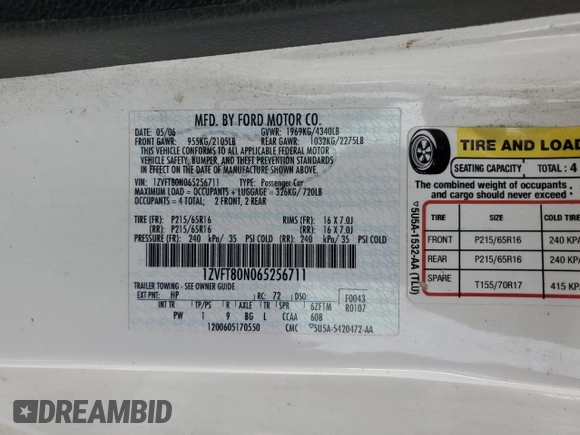 MFD. BY FORD MOTOR CO.
DATE: 05/06 GVWR: 1969KG/4340LB
FRONT GAWR: 955KG/2105LB REAR GAWR: 1032KG/2275LB
THIS VEHICLE CONFORMS TO ALL APPLICABLE FEDERAL MOTOR
VEHICLE SAFETY, BUMPER, AND THEFT PREVENTION STANDARDS
IN EFFECT ON THE DATE OF MANUFACTURE SHOWN ABOVE.
VIN: 1ZVFT80N065256711 TYPE: Passenger Car
MAXIMUM LOAD = OCCUPANTS + LUGGAGE = 326KG / 720LB
OCCUPANTS = 4 TOTAL; 2 FRONT, 2 REAR
TIRE (FR): P215/65R16 RIMS (FR): 16 X 7.0J
(RR): P215/65R16 (RR): 16 X 7.0J
PRESSURE (FR): 240 kPa/ 35 PSI COLD (RR): 240 kPa/ 35 PSI COLD
1ZVFT80N065256711
TRAILER TOWING - SEE OWNER GUIDE
EXT PNT: HP RC: 72 DSO: F0043
INT TR TP/PS R AXLE TR SPR 6ZF1M R0107
PW 1 9 BG L CCAA 60B
1200605170550 CMC ▽5U5A-5420472-AA
TIRE AND LOAD
SEATING CAPACITY TOTAL : 4
The combined weight of occupants
and cargo should never exceed
TIRE SIZE COLD TIRE
FRONT P215/65R16 240 KPA
REAR P215/65R16 240 KPA
SPARE T155/70R17 415 KPA
▽5U5A-1532-AA (TLU)
DREAMBID